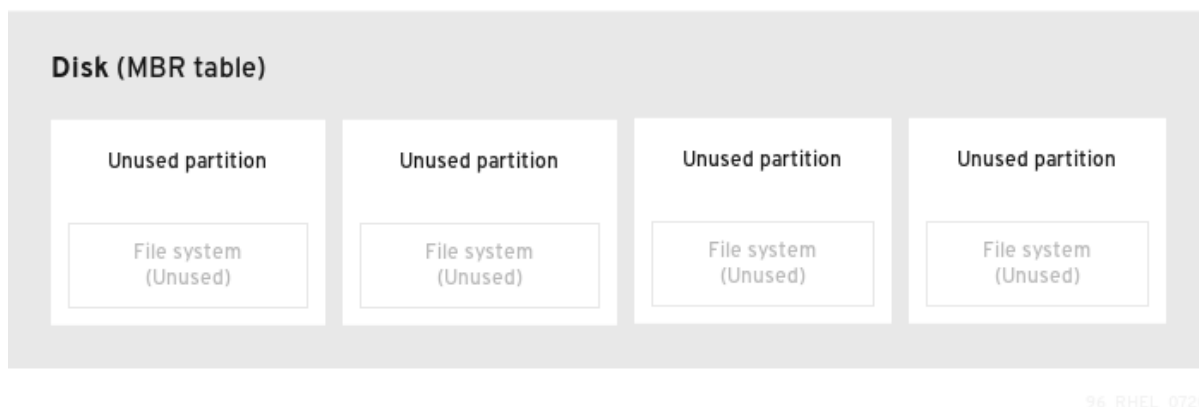 Disk (MBR table)
Unused partition
File system
(Unused)
Unused partition
File system
(Unused)
Unused partition
File system
(Unused)
Unused partition
File system
(Unused)
96_RHEL_072